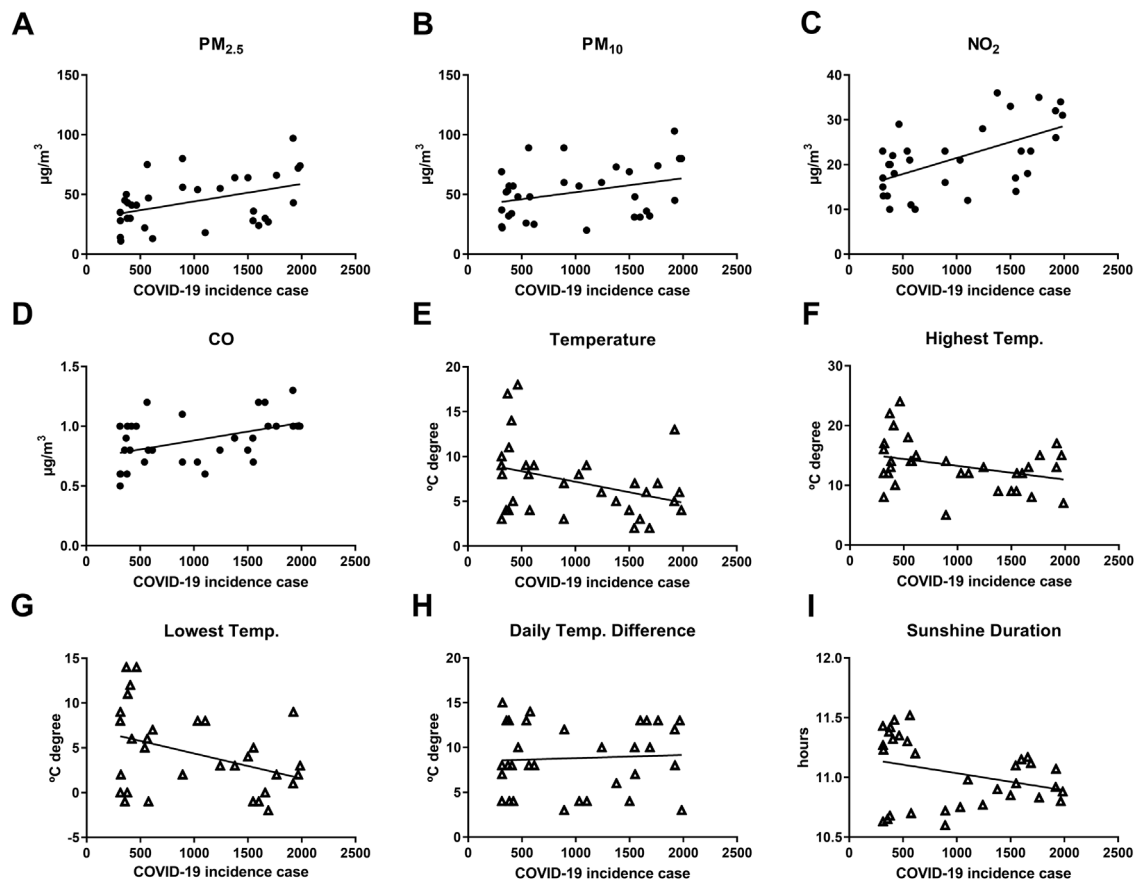 A
PM2.5
µg/m3
150
100
50
0
0 500 1000 1500 2000 2500
COVID-19 incidence case
B
PM10
µg/m3
150
100
50
0
0 500 1000 1500 2000 2500
COVID-19 incidence case
C
NO2
µg/m3
40
30
20
10
0
0 500 1000 1500 2000 2500
COVID-19 incidence case
D
CO
µg/m3
1.5
1.0
0.5
0.0
0 500 1000 1500 2000 2500
COVID-19 incidence case
E
Temperature
ºC degree
20
15
10
5
0
0 500 1000 1500 2000 2500
COVID-19 incidence case
F
Highest Temp.
ºC degree
30
20
10
0
0 500 1000 1500 2000 2500
COVID-19 incidence case
G
Lowest Temp.
ºC degree
15
10
5
0
-5
0 500 1000 1500 2000 2500
COVID-19 incidence case
H
Daily Temp. Difference
ºC degree
20
15
10
5
0
0 500 1000 1500 2000 2500
COVID-19 incidence case
I
Sunshine Duration
hours
12.0
11.5
11.0
10.5
0 500 1000 1500 2000 2500
COVID-19 incidence case